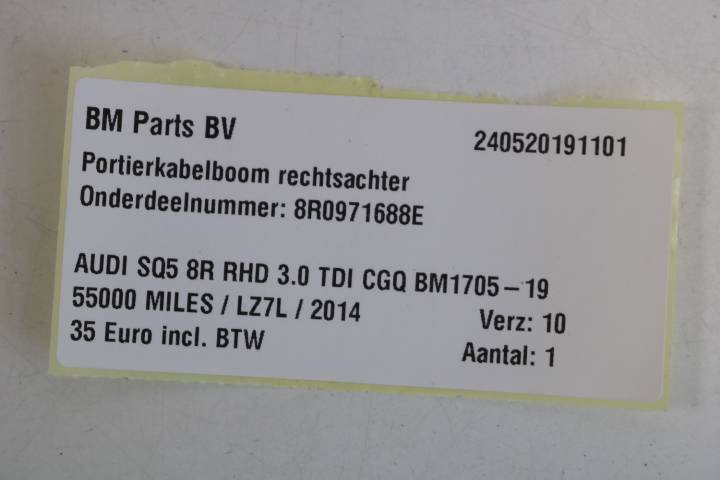 BM Parts BV 240520191101
Portierkabelboom rechtsachter
Onderdeelnummer: 8R0971688E
AUDI SQ5 8R RHD 3.0 TDI CGQ BM1705-19
55000 MILES / LZ7L / 2014 Verz: 10
35 Euro incl. BTW Aantal: 1